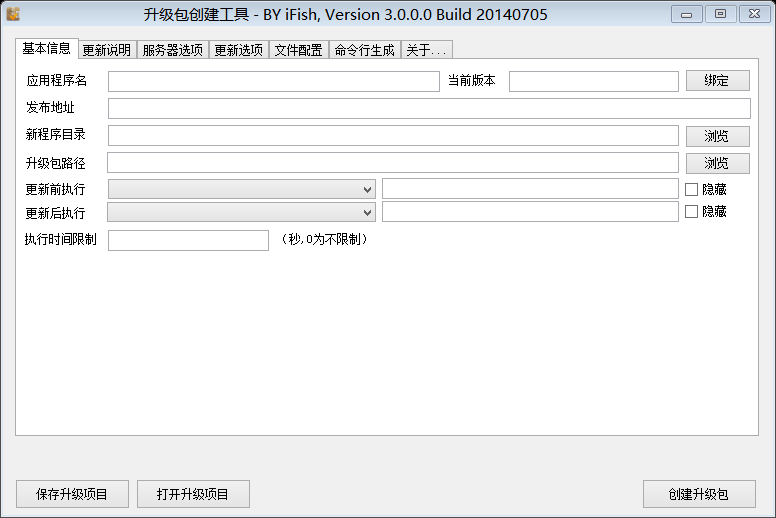 升级包创建工具 - BY iFish, Version 3.0.0.0 Build 20140705
基本信息 更新说明 服务器选项 更新选项 文件配置 命令行生成 关于...
应用程序名 当前版本 绑定
发布地址
新程序目录 浏览
升级包路径 浏览
更新前执行 隐藏
更新后执行 隐藏
执行时间限制 （秒,0为不限制）
保存升级项目 打开升级项目 创建升级包